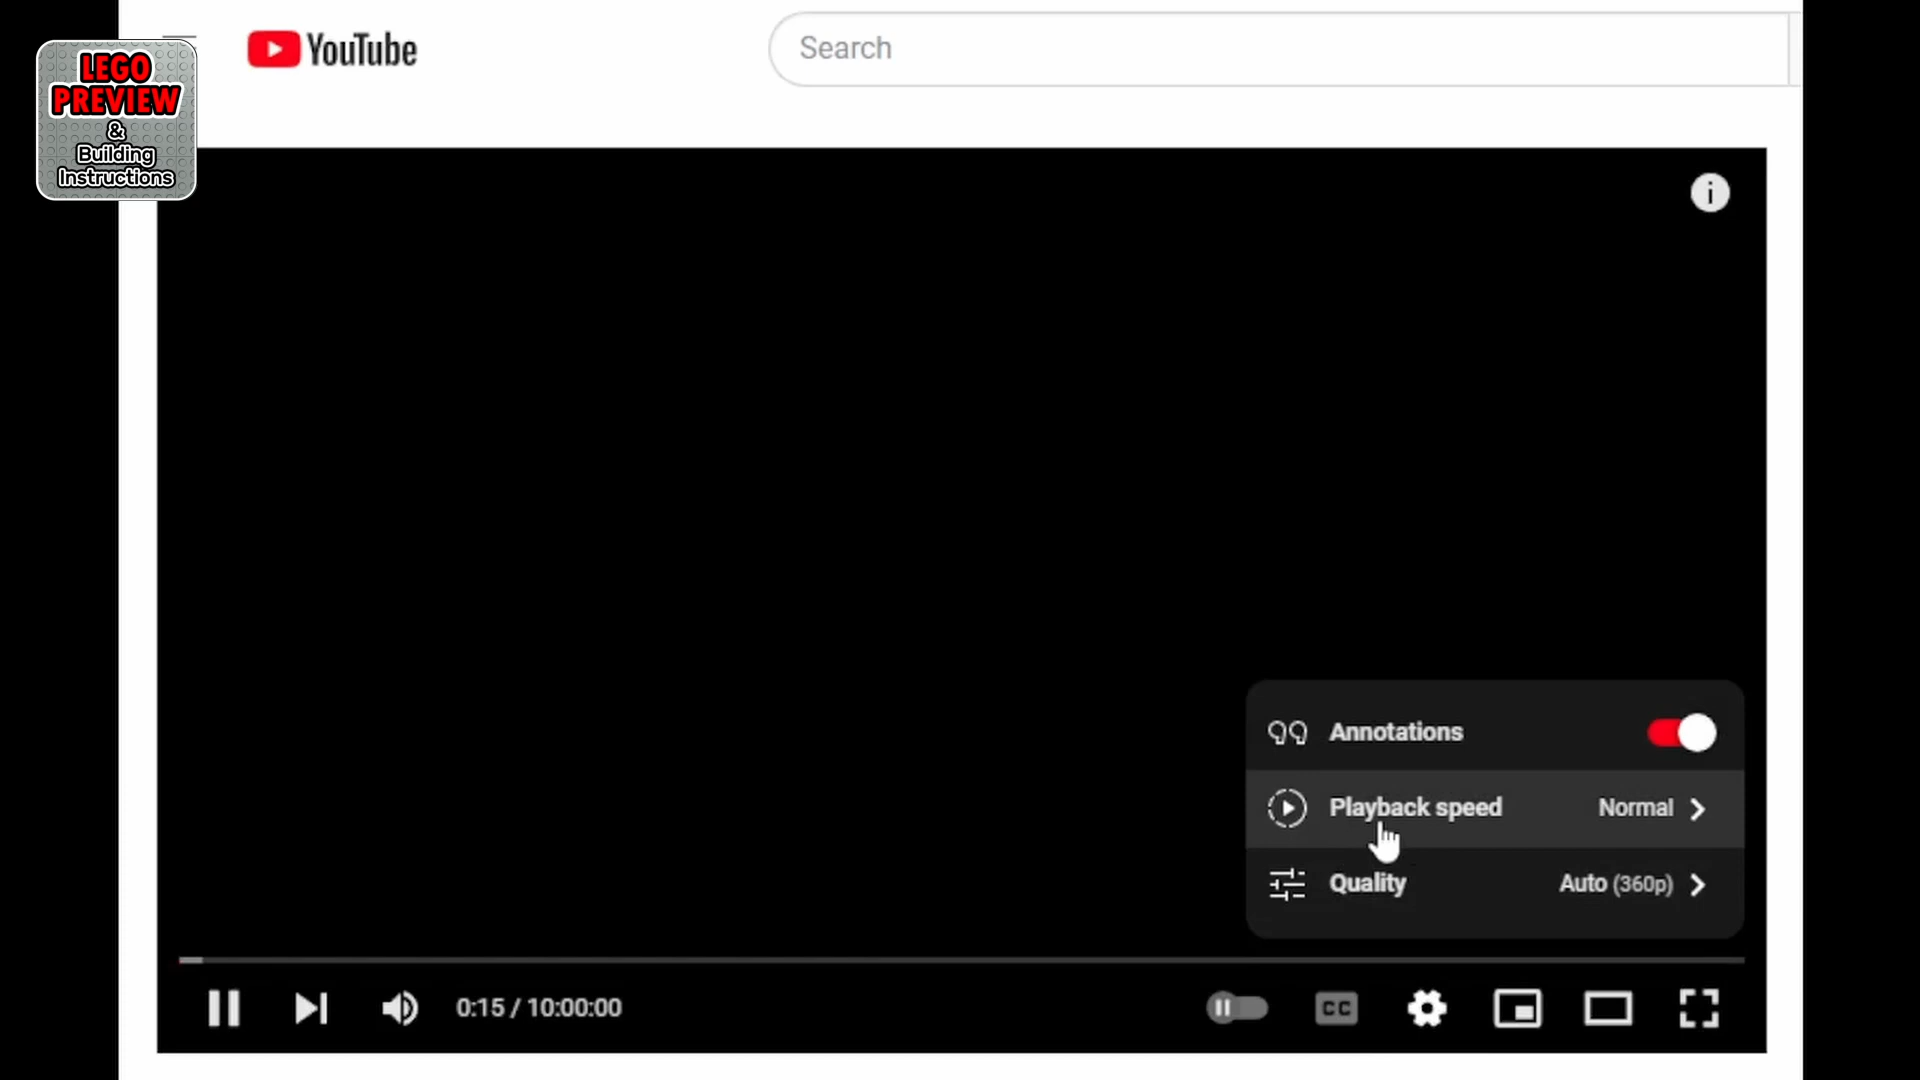 LEGO
PREVIEW
&
Building
Instructions
YouTube
Search
i
Annotations
Playback speed Normal
Quality Auto (360p)
0:15 / 10:00:00
CC